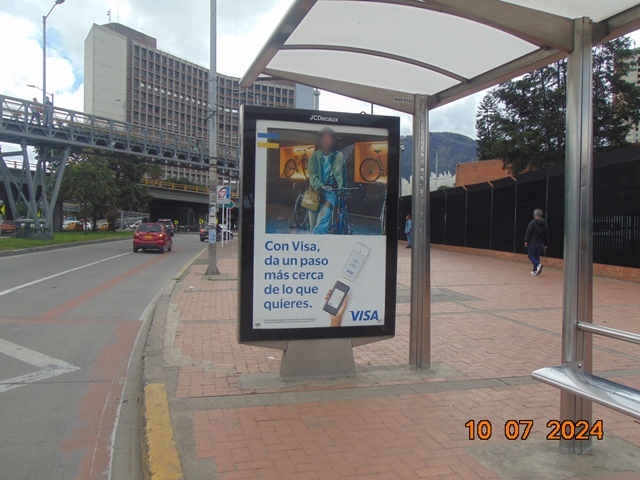 JCDecaux
Con Visa,
da un paso
más cerca
de lo que
quieres.
VISA
10 07 2024